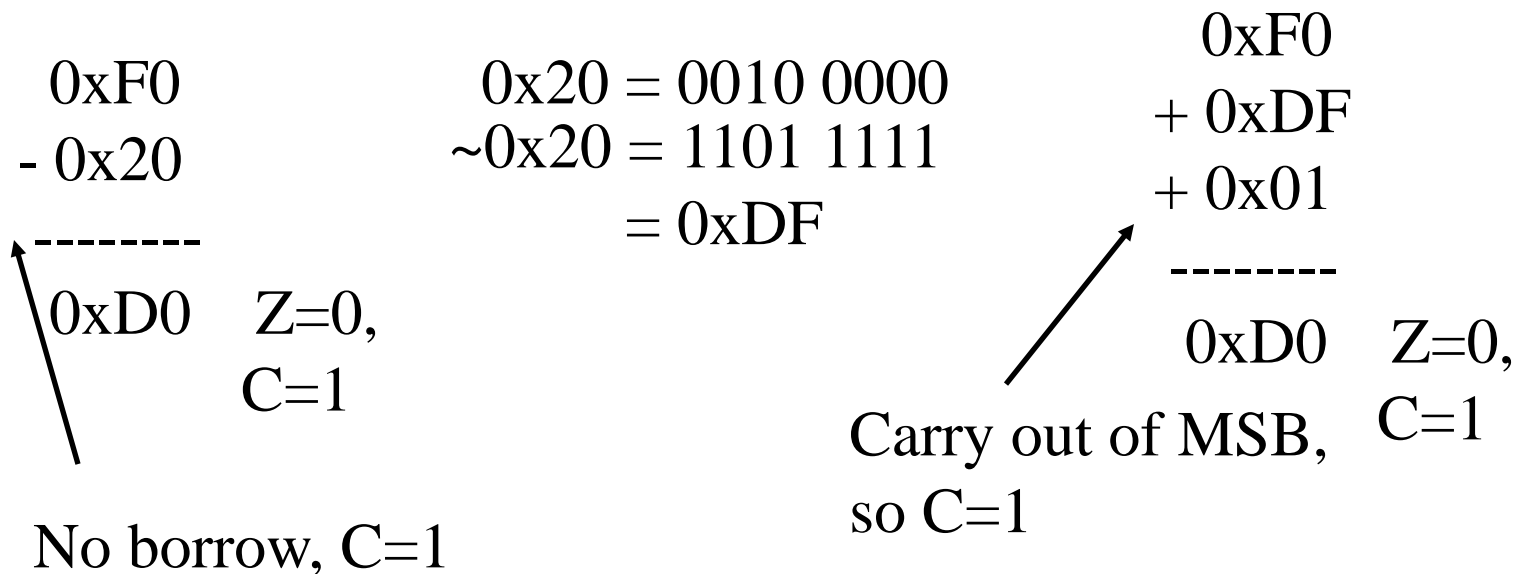 0xF0
- 0x20
--------
0xD0 Z=0,
C=1
No borrow, C=1
0x20 = 0010 0000
~0x20 = 1101 1111
= 0xDF
0xF0
+ 0xDF
+ 0x01
--------
0xD0 Z=0,
C=1
Carry out of MSB,
so C=1